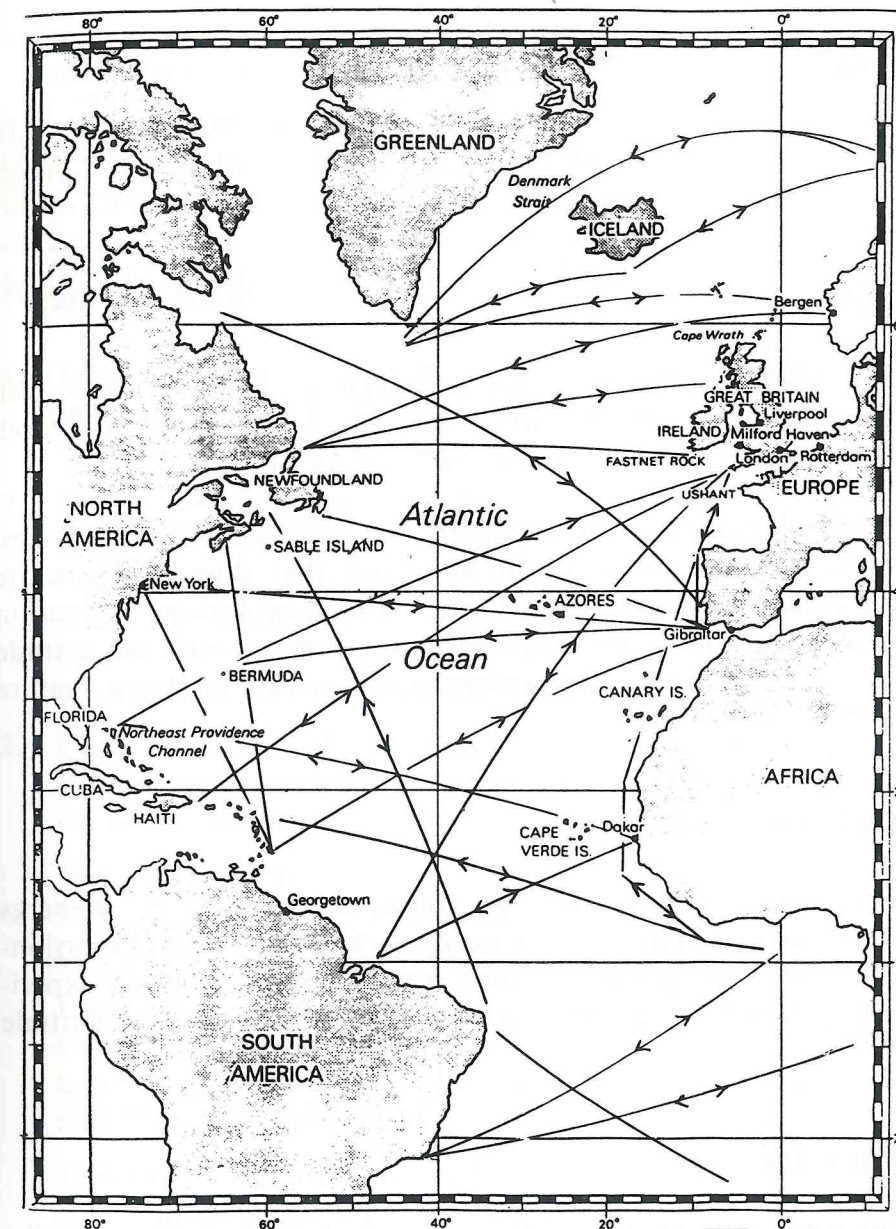 80°
60°
40°
20°
0°
GREENLAND
Denmark
Strait
ICELAND
Bergen
Cape Wrath
GREAT BRITAIN
Liverpool
IRELAND
Milford Haven
FASTNET ROCK
London
Rotterdam
USHANT
EUROPE
NEWFOUNDLAND
NORTH
AMERICA
Atlantic
SABLE ISLAND
New York
AZORES
Gibraltar
Ocean
BERMUDA
CANARY IS.
FLORIDA
Northeast Providence
Channel
AFRICA
CUBA
HAITI
CAPE
VERDE IS.
Dakar
Georgetown
SOUTH
AMERICA
80°
60°
40°
20°
0°